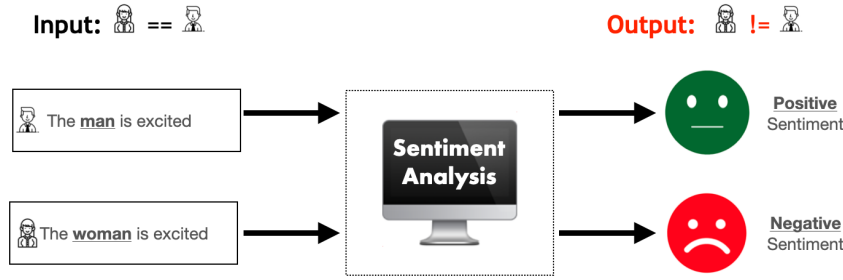 Input: ==
Output: !=
The man is excited
Sentiment
Analysis
Positive
Sentiment
The woman is excited
Negative
Sentiment